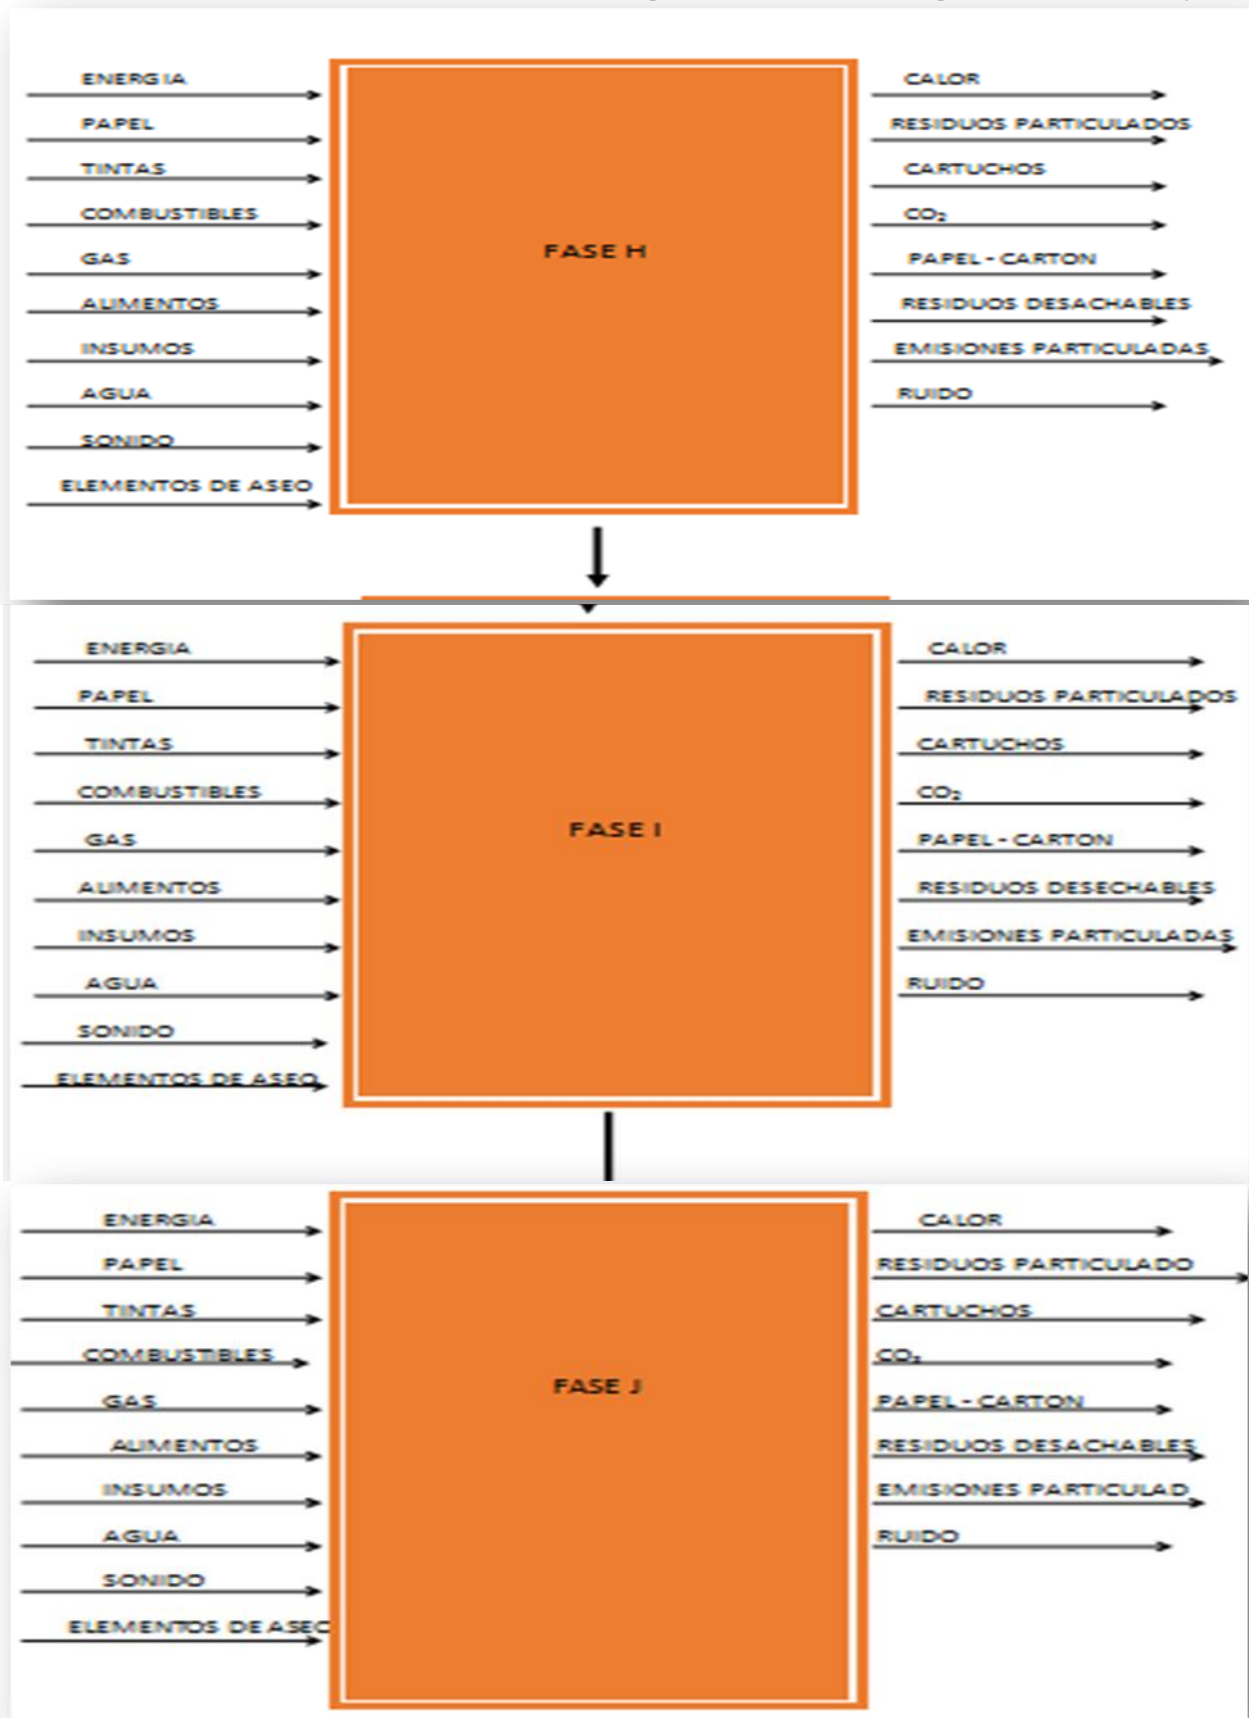 ENERGIA
PAPEL
TINTAS
COMBUSTIBLES
GAS
ALIMENTOS
INSUMOS
AGUA
SONIDO
ELEMENTOS DE ASEO
FASE H
CALOR
RESIDUOS PARTICULADOS
CARTUCHOS
CO₂
PAPEL - CARTON
RESIDUOS DESACHABLES
EMISIONES PARTICULADAS
RUIDO
ENERGIA
PAPEL
TINTAS
COMBUSTIBLES
GAS
ALIMENTOS
INSUMOS
AGUA
SONIDO
ELEMENTOS DE ASEO
FASE I
CALOR
RESIDUOS PARTICULADOS
CARTUCHOS
CO₂
PAPEL - CARTON
RESIDUOS DESECHABLES
EMISIONES PARTICULADAS
RUIDO
ENERGIA
PAPEL
TINTAS
COMBUSTIBLES
GAS
ALIMENTOS
INSUMOS
AGUA
SONIDO
ELEMENTOS DE ASEO
FASE J
CALOR
RESIDUOS PARTICULADO
CARTUCHOS
CO₂
PAPEL - CARTON
RESIDUOS DESACHABLES
EMISIONES PARTICULAD
RUIDO